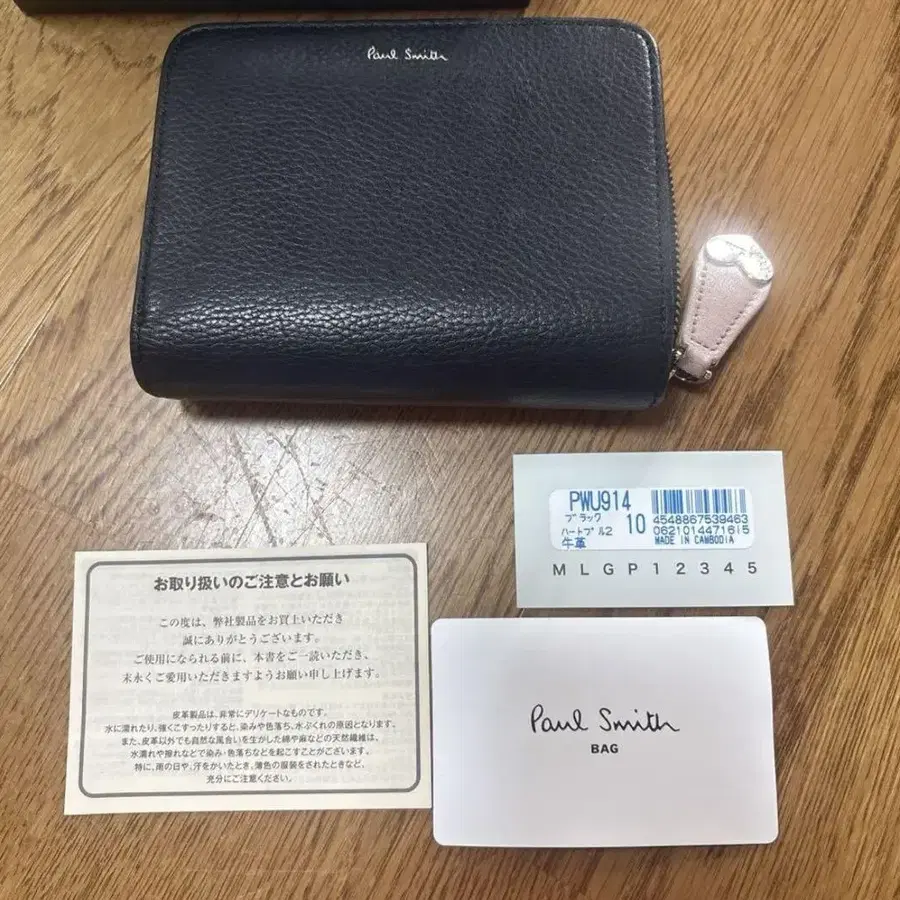 Paul Smith
PWU914
ブラック
ハートプル2 10
牛革
4548867539463
0621014471615
MADE IN CAMBODIA
M L G P 1 2 3 4 5
お取り扱いのご注意とお願い
この度は、弊社製品をお買上いただき
誠にありがとうございます。
ご使用になられる前に、本書をご一読いただき、
末永くご愛用いただきますようお願い申し上げます。
皮革製品は、非常にデリケートなものです。
水に濡れたり、強くこすったりすると、染みや色落ち、水ぶくれの原因となります。
また、皮革以外でも自然な風合いを生かした綿や麻などの天然繊維は、
水濡れや擦れなどで染み・色落ちなどを起こすことがございます。
特に、雨の日や、汗をかいたとき、薄色の服装をされたときなど、
充分にご注意ください。
Paul Smith
BAG